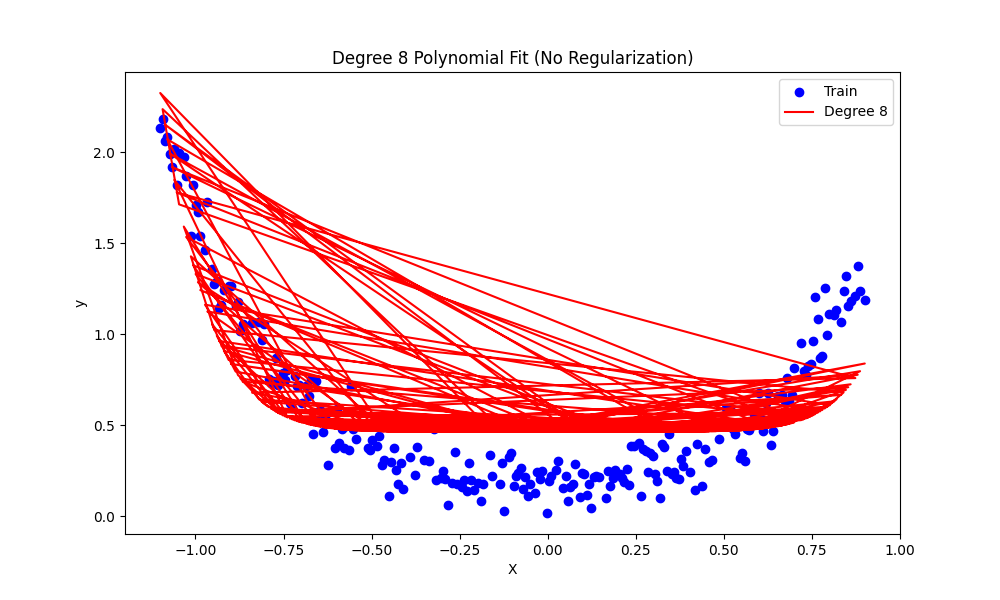 Degree 8 Polynomial Fit (No Regularization)
Train
Degree 8
y
2.0
1.5
1.0
0.5
0.0
−1.00 −0.75 −0.50 −0.25 0.00 0.25 0.50 0.75 1.00
X